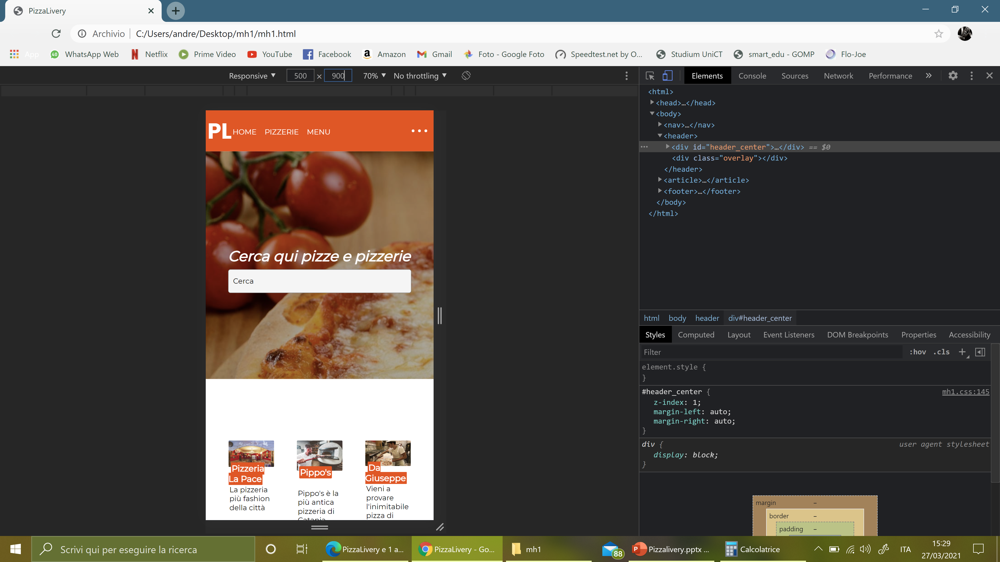 PizzaLivery
Archivio C:/Users/andre/Desktop/mh1/mh1.html
App 40 WhatsApp Web Netflix Prime Video YouTube Facebook Amazon Gmail Foto - Google Foto Speedtest.net by O... Studium UniCT smart_edu - GOMP Flo-Joe
Responsive 500 × 900 70% No throttling
Elements Console Sources Network Performance »
<html>
<head>…</head>
<body>
<nav>…</nav>
<header>
<div id="header_center">…</div> == $0
<div class="overlay"></div>
</header>
<article>…</article>
<footer>…</footer>
</body>
</html>
PL HOME PIZZERIE MENU
Cerca qui pizze e pizzerie
Cerca
Pizzeria
La Pace
La pizzeria
più fashion
della città
Pippo's
Pippo's è la
più antica
pizzeria di
Catania
Da
Giuseppe
Vieni a
provare
l'inimitabile
pizza di
html body header div#header_center
Styles Computed Layout Event Listeners DOM Breakpoints Properties Accessibility
Filter :hov .cls +
element.style {
}
#header_center { mh1.css:145
z-index: 1;
margin-left: auto;
margin-right: auto;
}
div { user agent stylesheet
display: block;
}
margin –
border –
padding –
Scrivi qui per eseguire la ricerca
PizzaLivery e 1 a...
PizzaLivery - Go...
mh1
88
Pizzalivery.pptx ...
Calcolatrice
ITA
15:29
27/03/2021